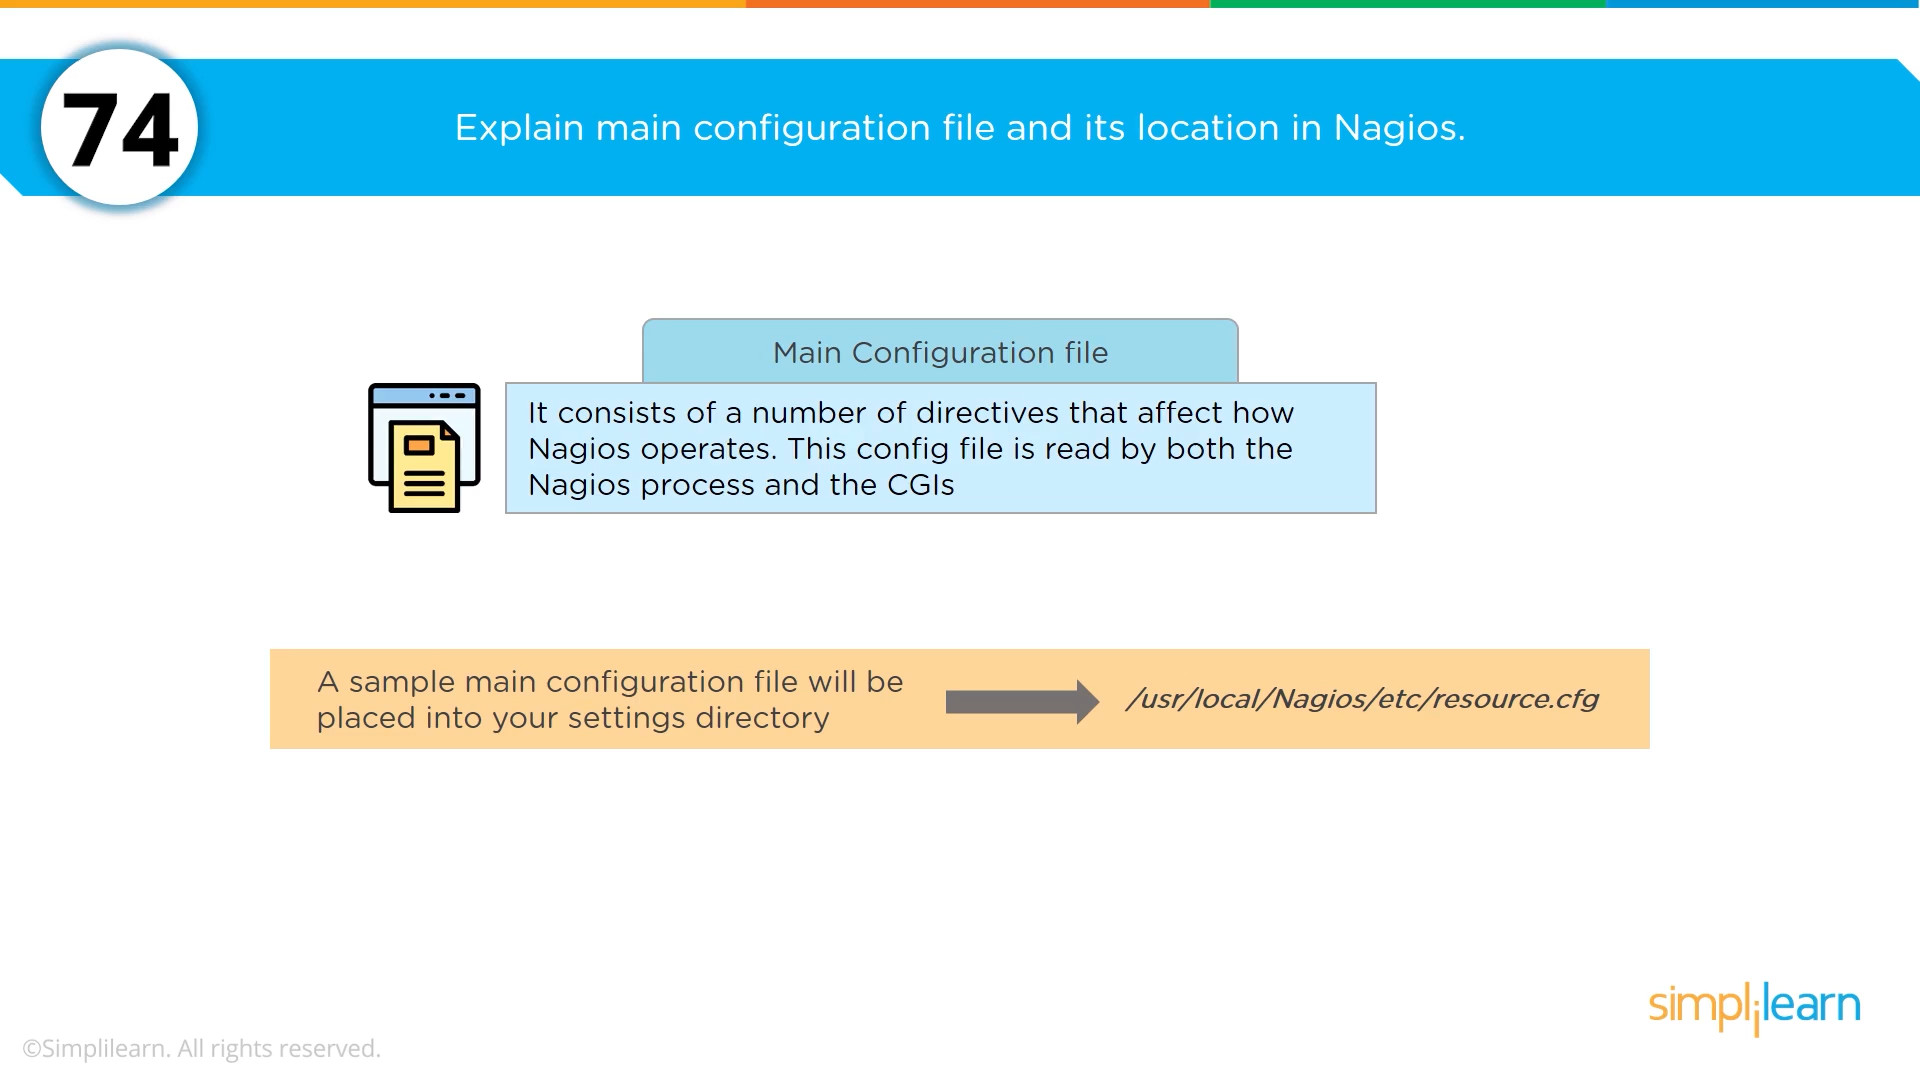 74
Explain main configuration file and its location in Nagios.
Main Configuration file
It consists of a number of directives that affect how
Nagios operates. This config file is read by both the
Nagios process and the CGIs
A sample main configuration file will be
placed into your settings directory
/usr/local/Nagios/etc/resource.cfg
simplilearn
©Simplilearn. All rights reserved.